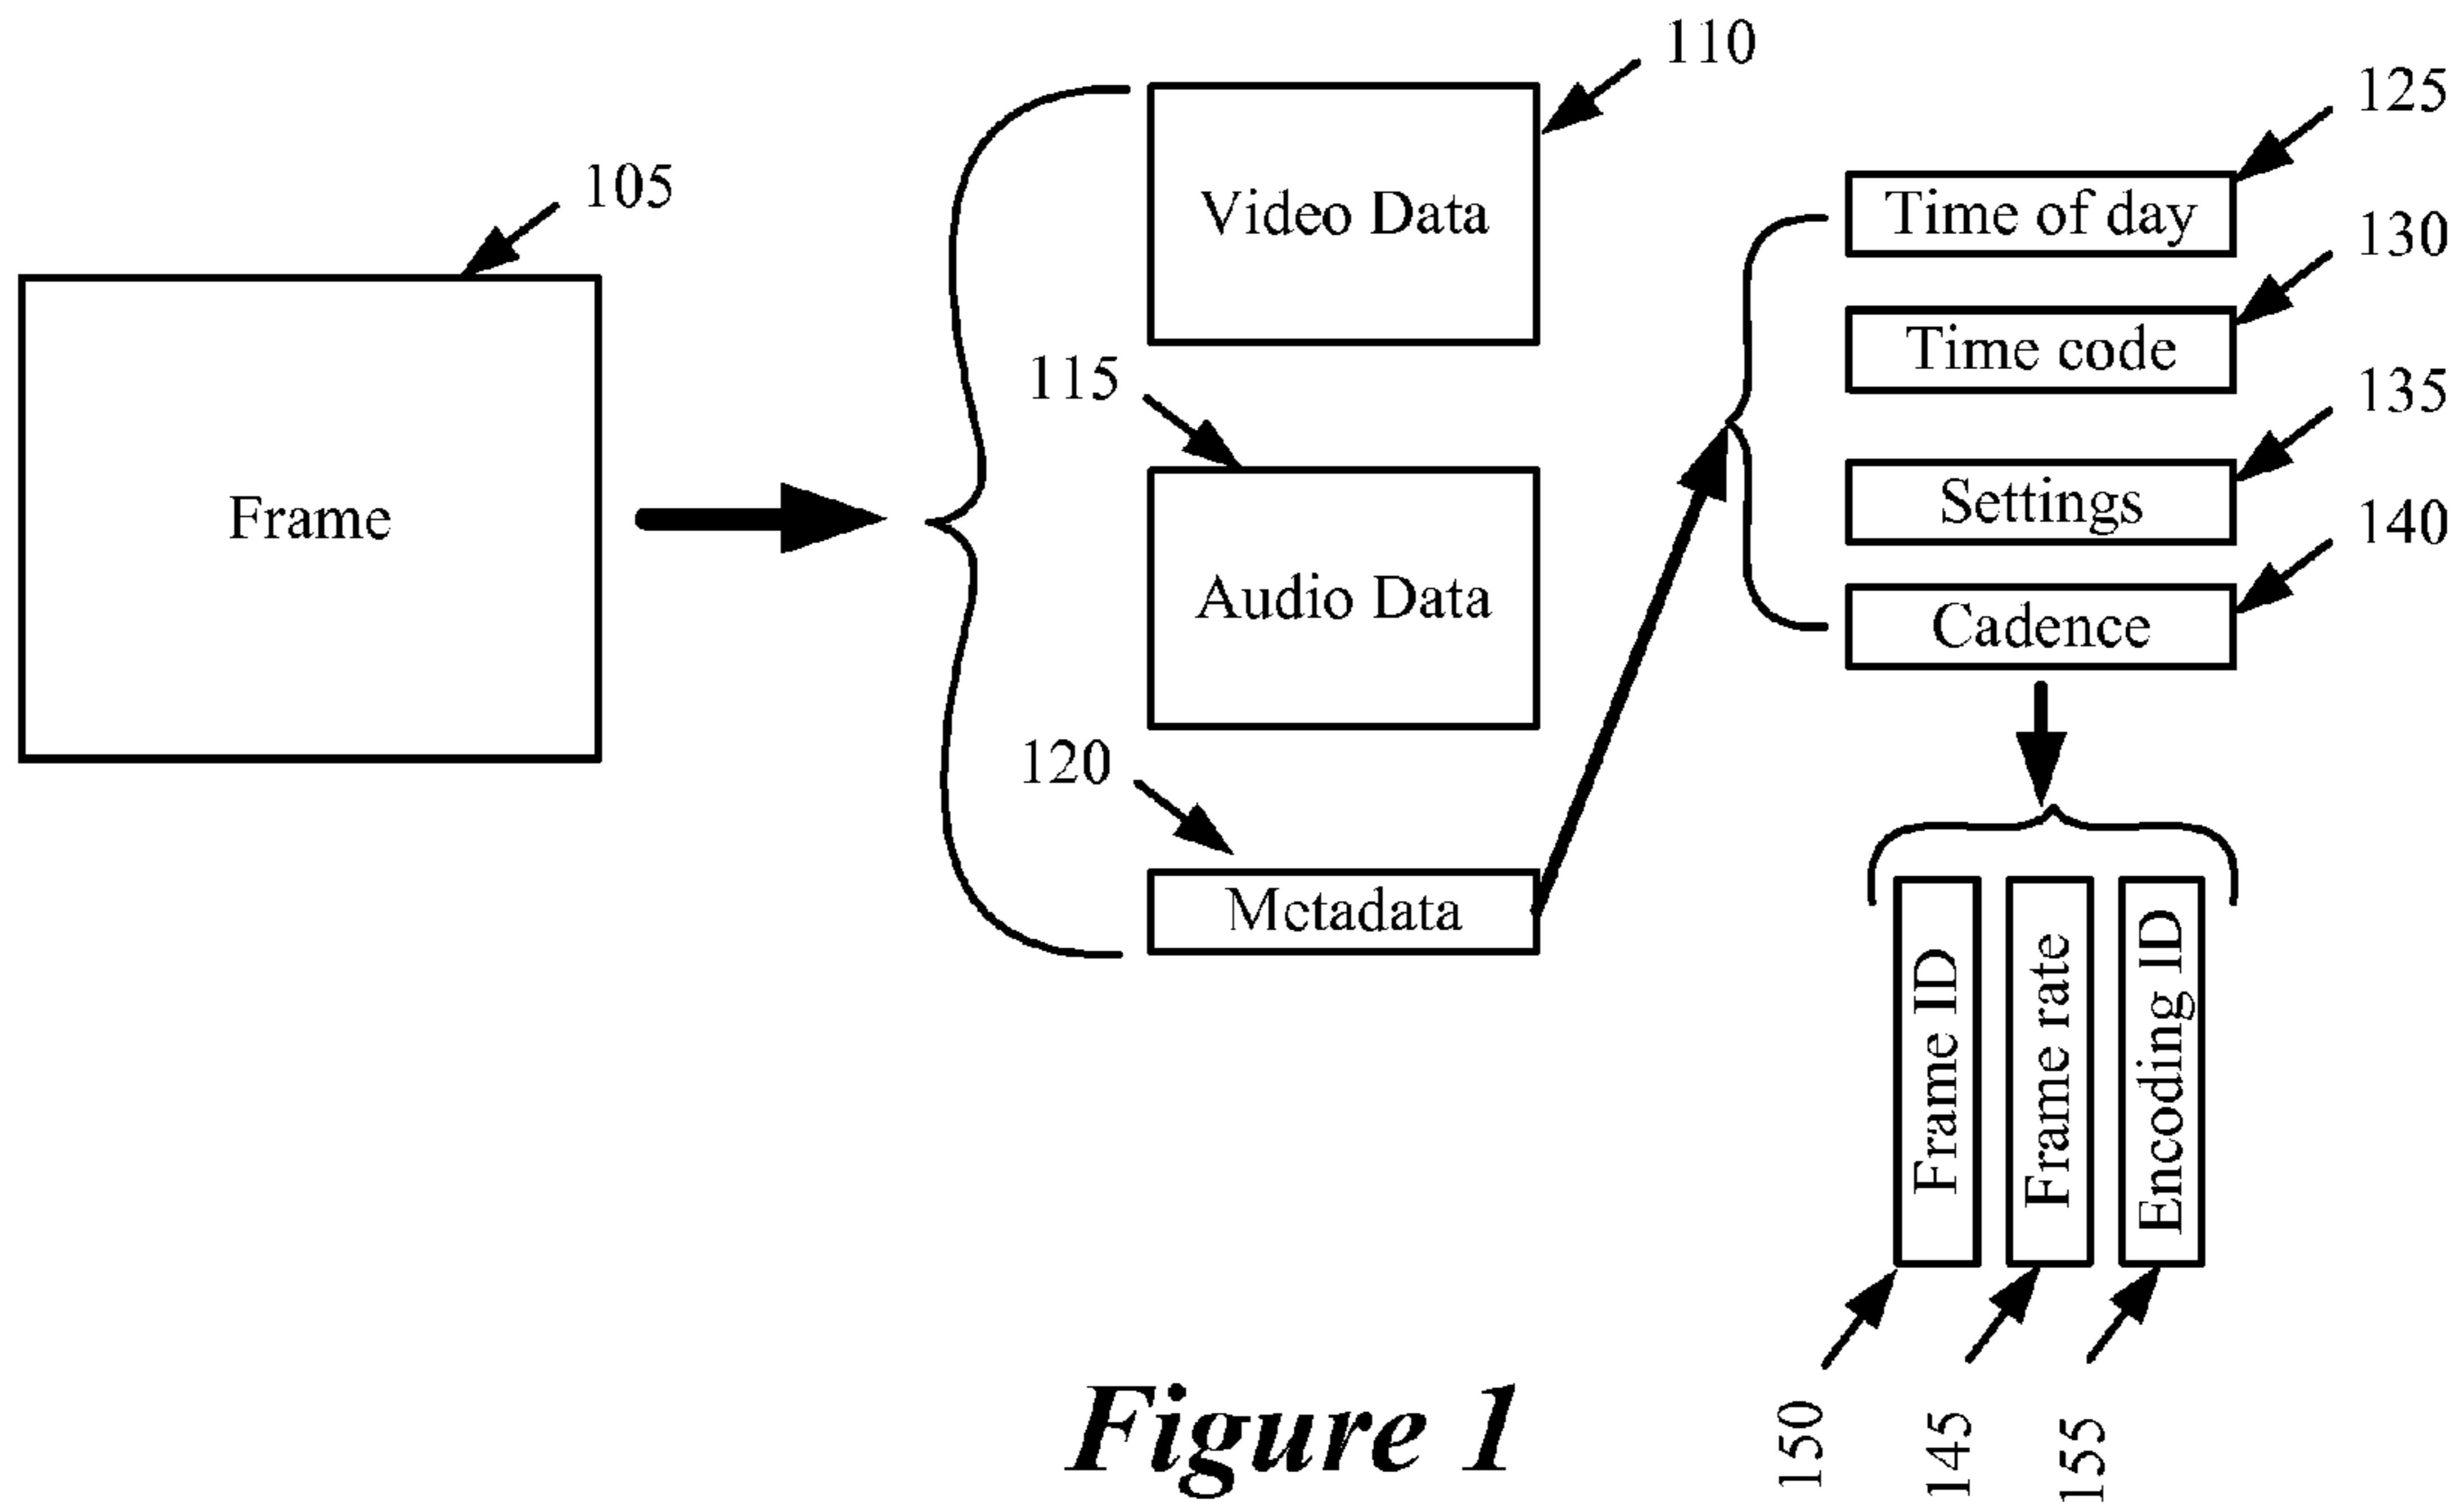 110
125
Time of day
105
Video Data
130
Time code
115
135
Settings
Frame
140
Audio Data
Cadence
120
Metadata
Frame ID
Frame rate
Encoding ID
150
145
155
Figure 1